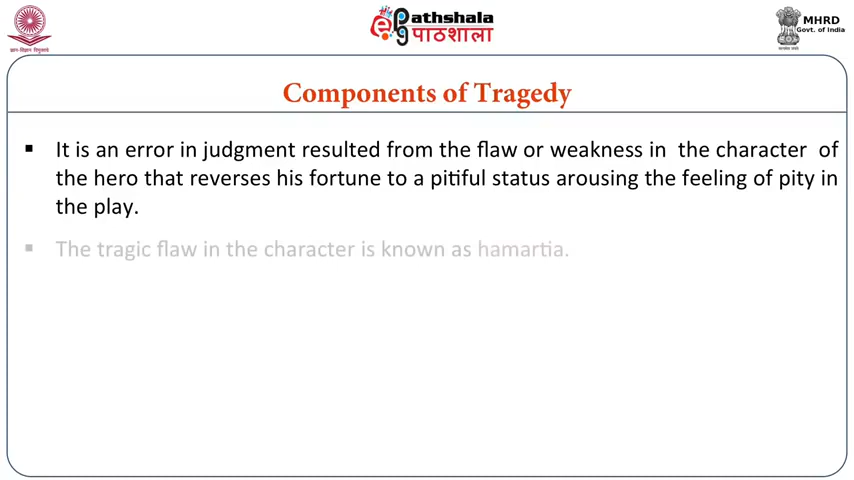 ePathshala
पाठशाला
MHRD
Govt. of India
Components of Tragedy
▪ It is an error in judgment resulted from the flaw or weakness in the character of
the hero that reverses his fortune to a pitiful status arousing the feeling of pity in
the play.
▪ The tragic flaw in the character is known as hamartia.